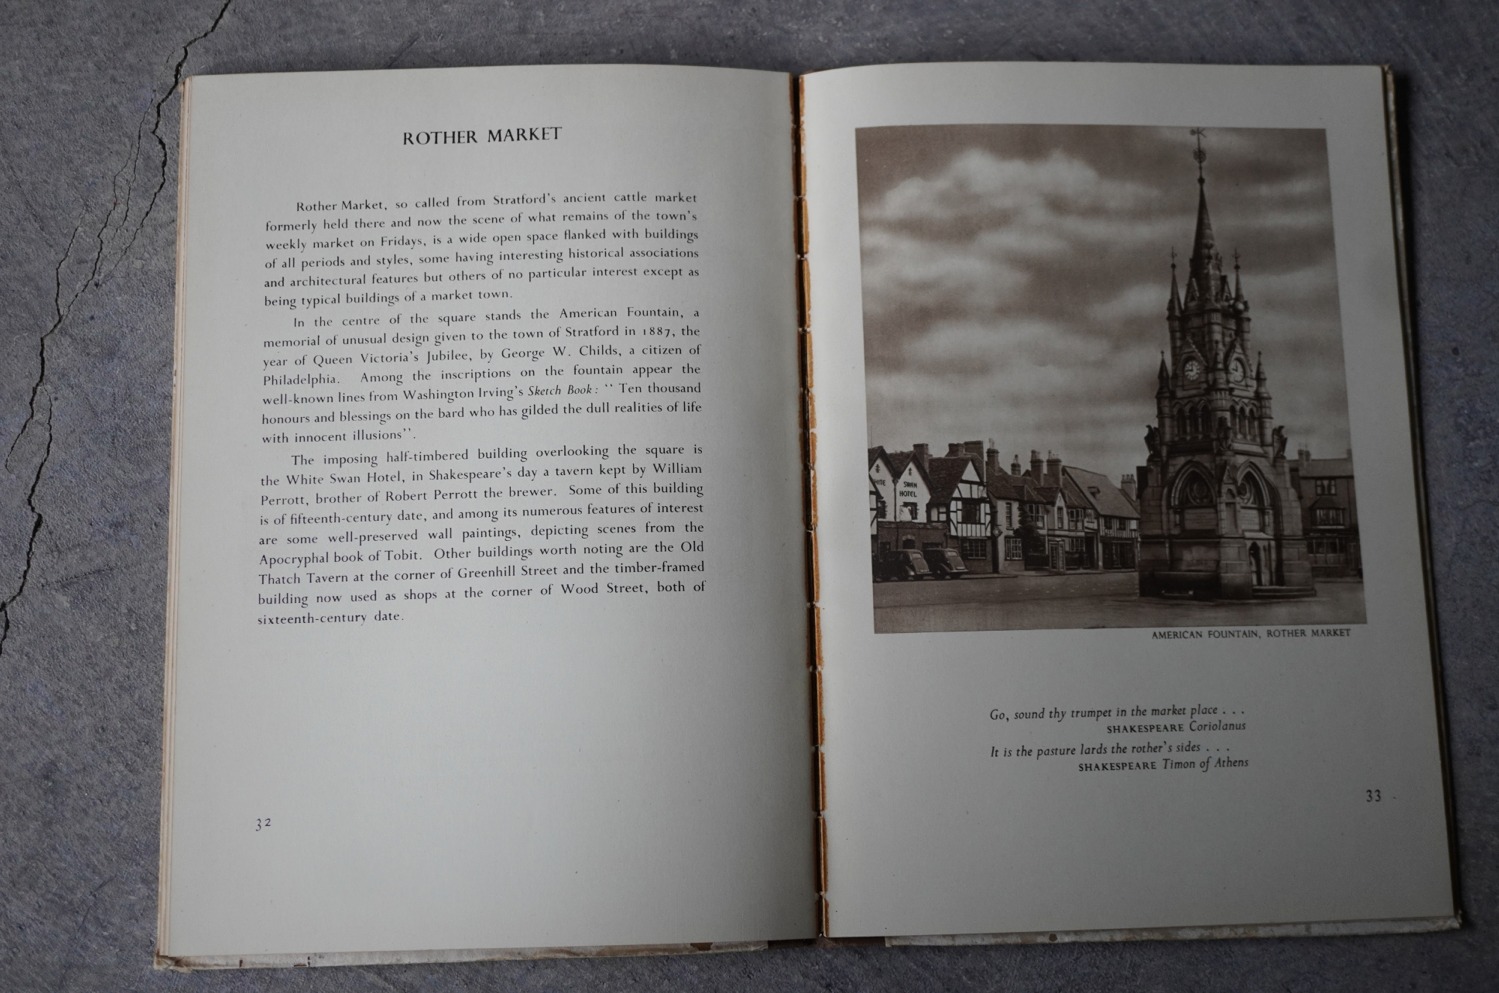 ROTHER MARKET
Rother Market, so called from Stratford's ancient cattle market
formerly held there and now the scene of what remains of the town's
weekly market on Fridays, is a wide open space flanked with buildings
of all periods and styles, some having interesting historical associations
and architectural features but others of no particular interest except as
being typical buildings of a market town.
In the centre of the square stands the American Fountain, a
memorial of unusual design given to the town of Stratford in 1887, the
year of Queen Victoria's Jubilee, by George W. Childs, a citizen of
Philadelphia. Among the inscriptions on the fountain appear the
well-known lines from Washington Irving's Sketch Book: “Ten thousand
honours and blessings on the bard who has gilded the dull realities of life
with innocent illusions”.
The imposing half-timbered building overlooking the square is
the White Swan Hotel, in Shakespeare's day a tavern kept by William
Perrott, brother of Robert Perrott the brewer. Some of this building
is of fifteenth-century date, and among its numerous features of interest
are some well-preserved wall paintings, depicting scenes from the
Apocryphal book of Tobit. Other buildings worth noting are the Old
Thatch Tavern at the corner of Greenhill Street and the timber-framed
building now used as shops at the corner of Wood Street, both of
sixteenth-century date.
32
SWAN
HOTEL
AMERICAN FOUNTAIN, ROTHER MARKET
Go, sound thy trumpet in the market place . . .
SHAKESPEARE Coriolanus
It is the pasture lards the rother's sides . . .
SHAKESPEARE Timon of Athens
33